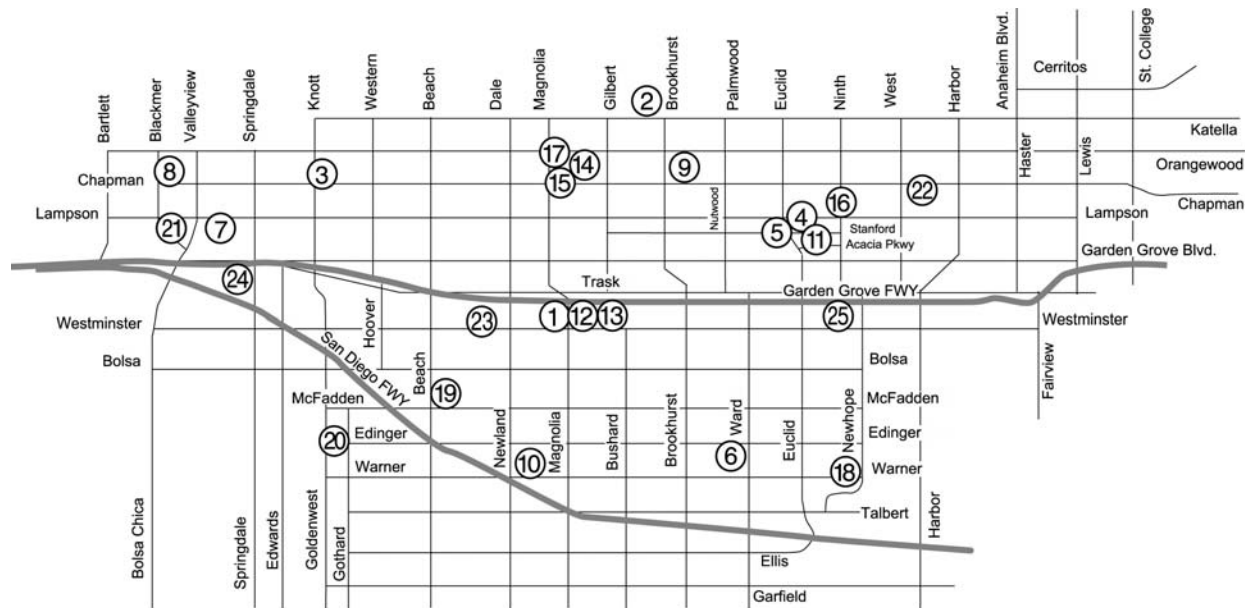 Bartlett
Blackmer
Valleyview
Springdale
Knott
Western
Beach
Dale
Magnolia
Gilbert
Brookhurst
Palmwood
Euclid
Ninth
West
Harbor
Anaheim Blvd.
Cerritos
St. College
2
Katella
17
14
8
3
15
9
22
Haster
Lewis
Orangewood
Chapman
Chapman
Lampson
21
7
Nutwood
4
16
5
11
Stanford
Acacia Pkwy
Lampson
Garden Grove Blvd.
24
Trask
Garden Grove FWY
Hoover
23
1
12
13
25
Westminster
Westminster
Bolsa
San Diego FWY
Beach
Bolsa
Fairview
McFadden
19
McFadden
20
Edinger
Newland
Magnolia
Bushard
Brookhurst
Ward
Euclid
Newhope
Edinger
Warner
10
6
18
Warner
Talbert
Bolsa Chica
Springdale
Edwards
Goldenwest
Gothard
Harbor
Ellis
Garfield